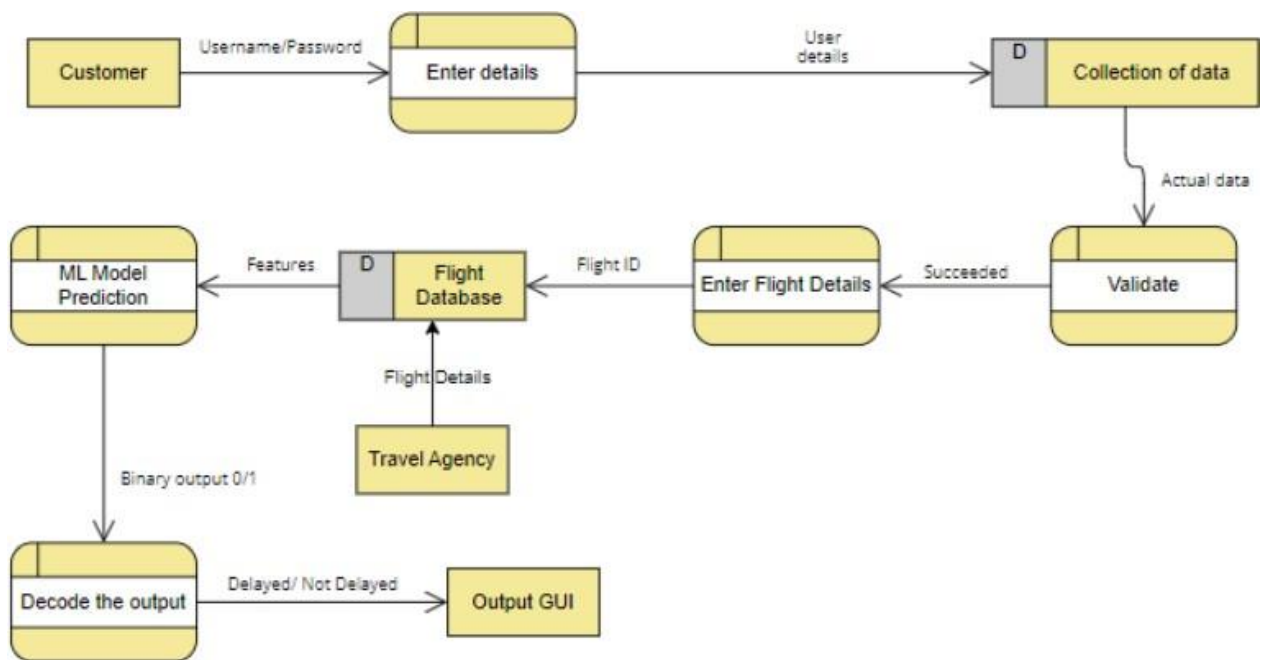 Customer
Username/Password
Enter details
User
details
D
Collection of data
Actual data
Validate
Succeeded
Enter Flight Details
Flight ID
D
Flight
Database
Features
ML Model
Prediction
Flight Details
Travel Agency
Binary output 0/1
Decode the output
Delayed/ Not Delayed
Output GUI